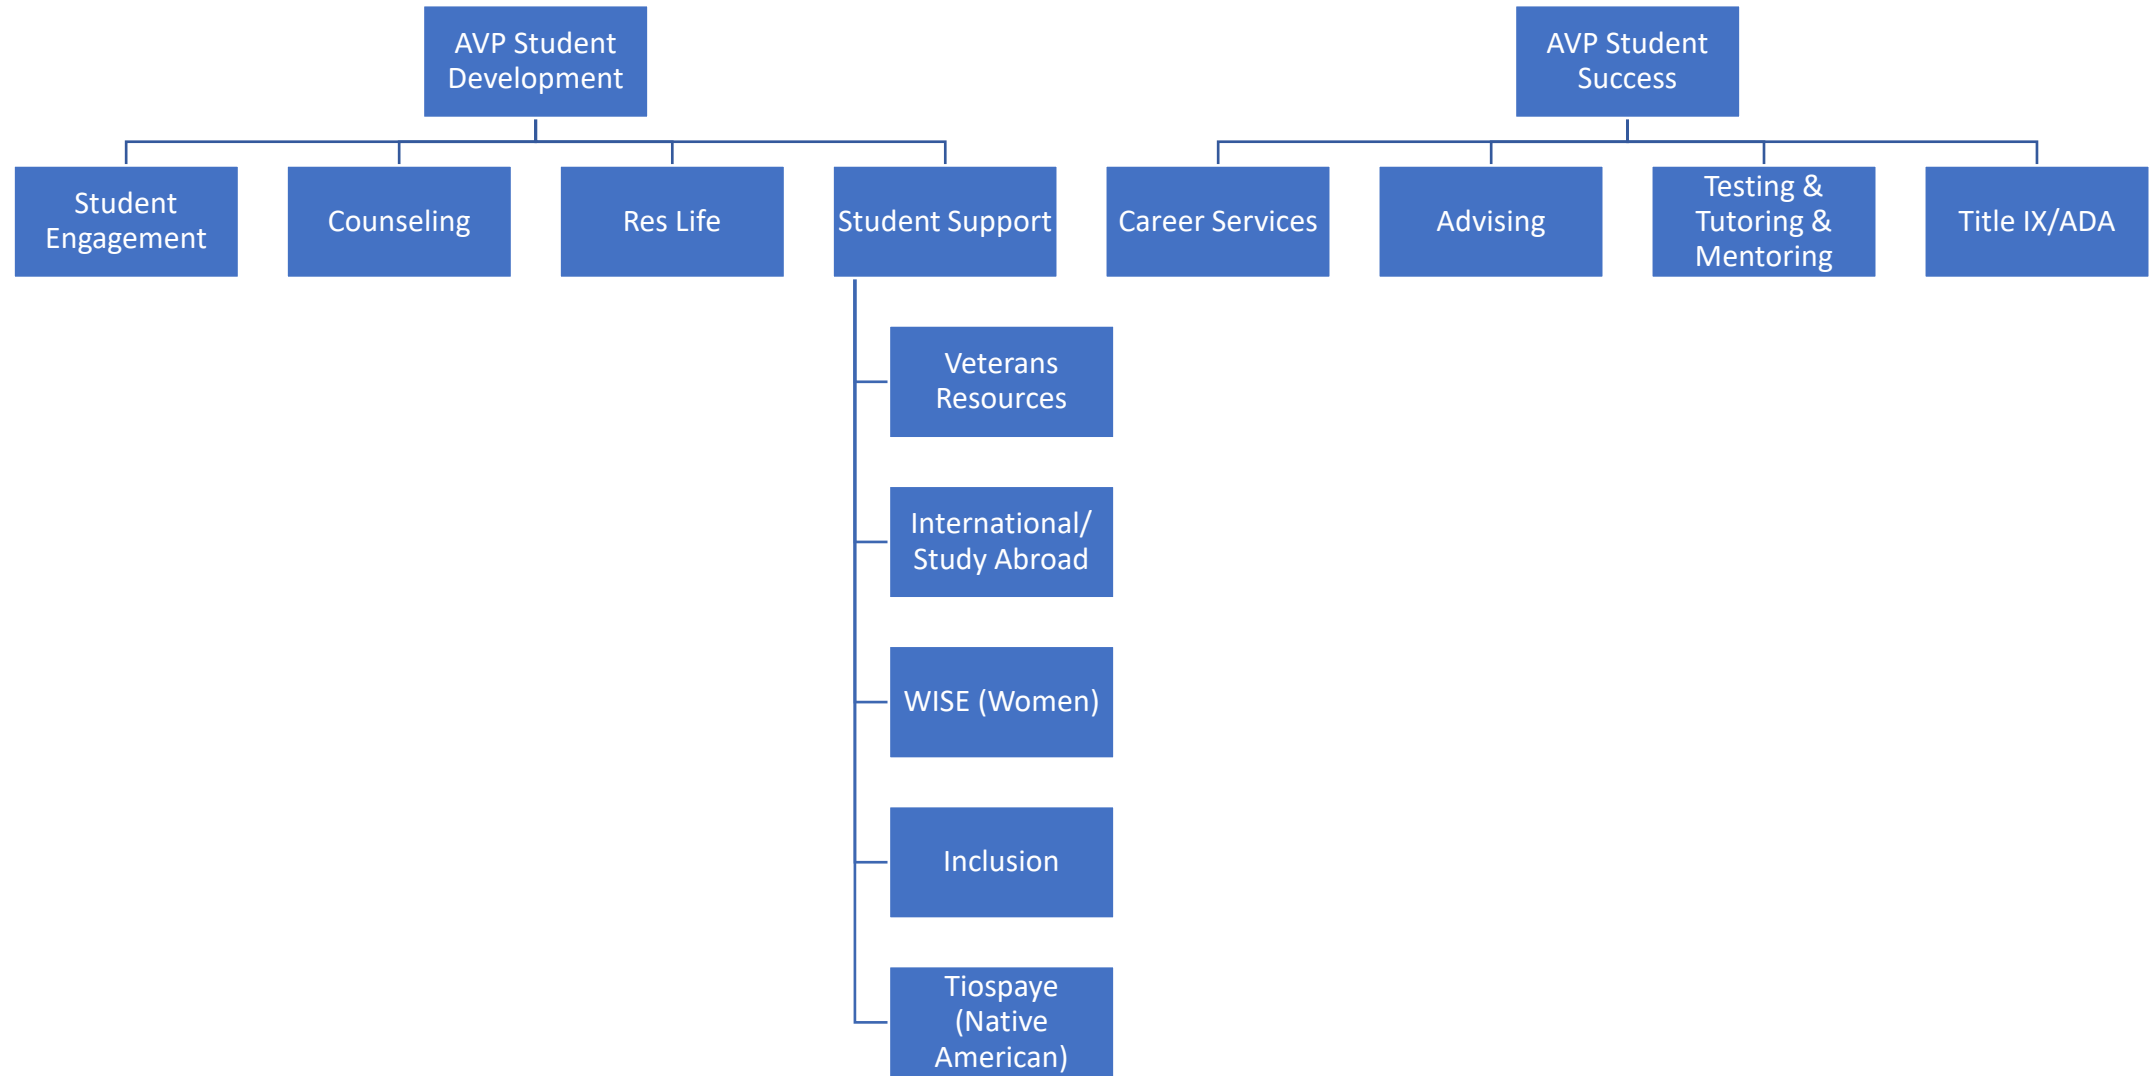 AVP Student
Development
AVP Student
Success
Student
Engagement
Counseling
Res Life
Student Support
Career Services
Advising
Testing &
Tutoring &
Mentoring
Title IX/ADA
Veterans
Resources
International/
Study Abroad
WISE (Women)
Inclusion
Tiospaye
(Native
American)